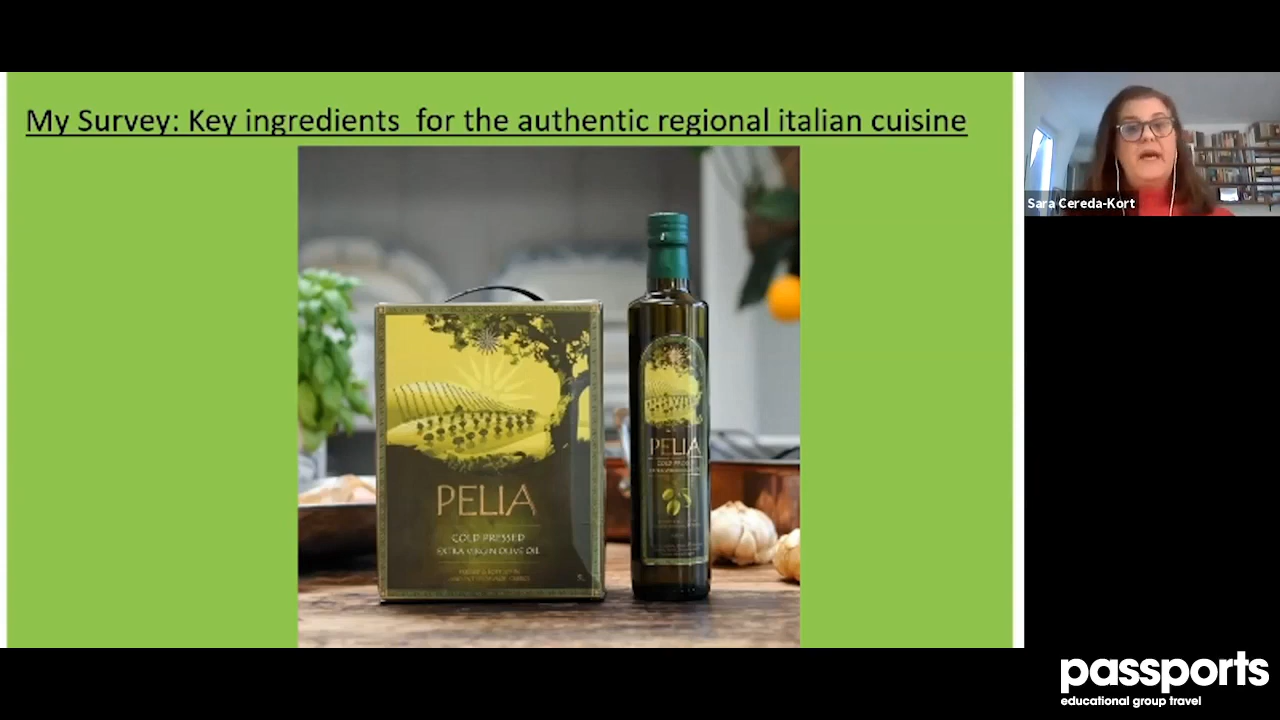 My Survey: Key ingredients  for the authentic regional italian cuisine
Sara Cereda-Kort
PELIA
COLD PRESSED
EXTRA VIRGIN OLIVE OIL
PELIA
COLD PRESSED
passports
educational group travel